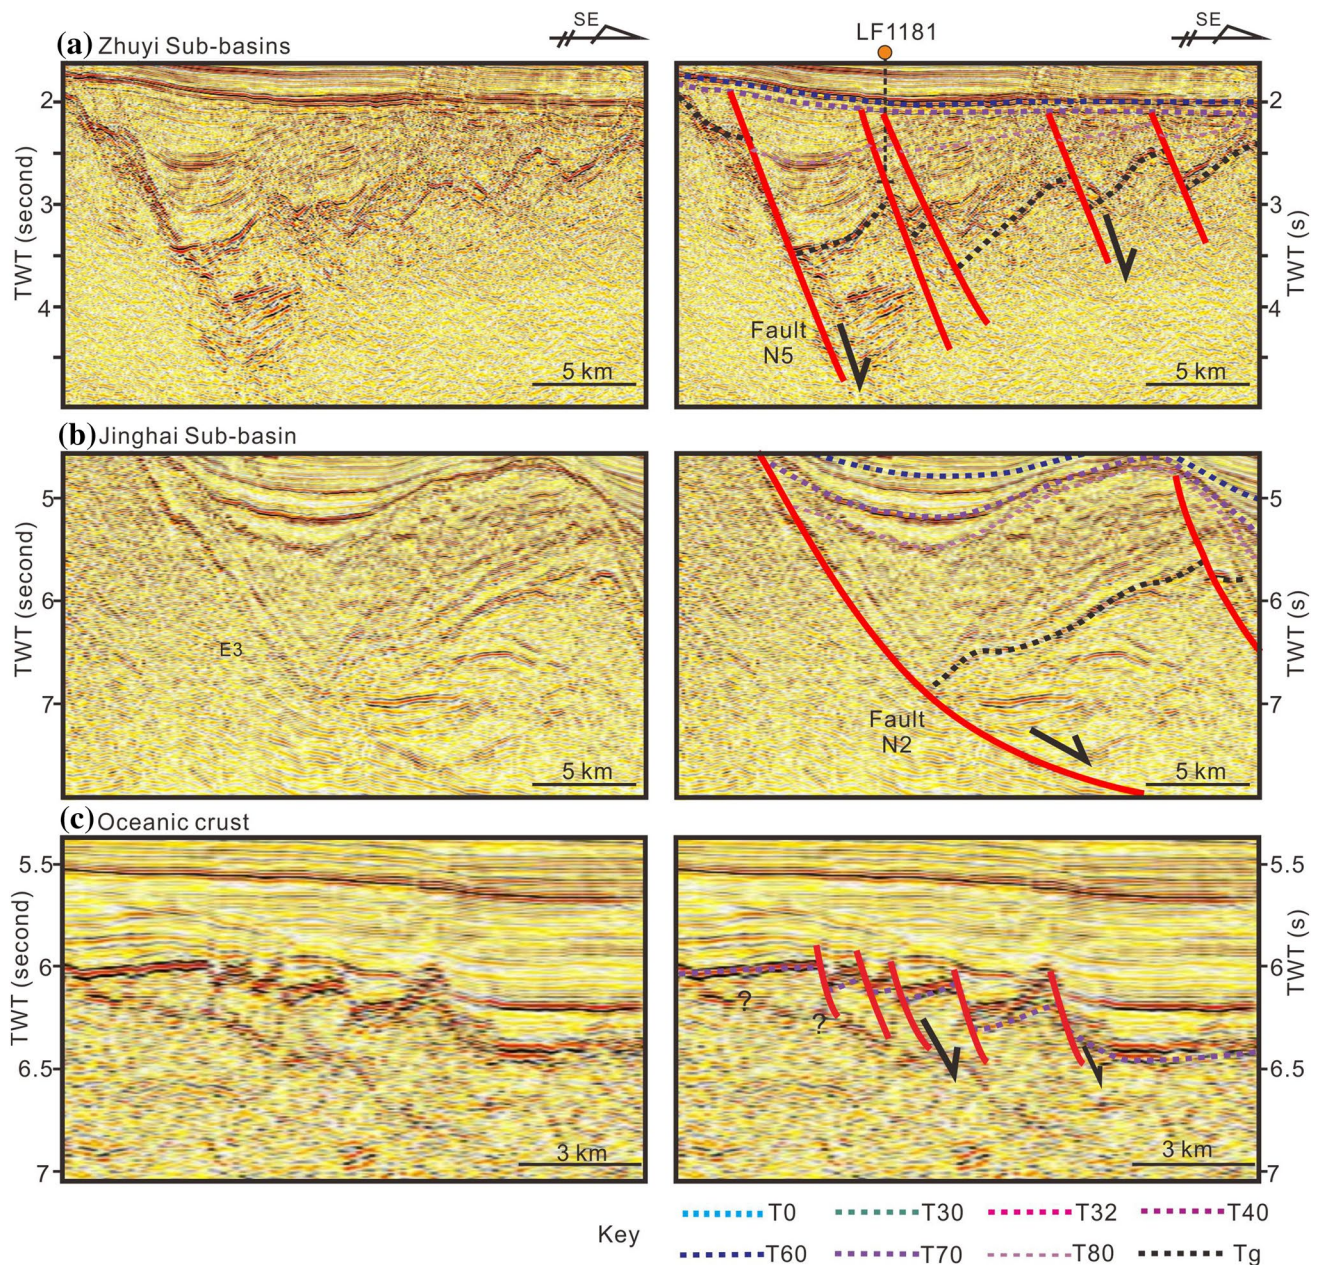 SE
(a) Zhuyi Sub-basins
LF1181
SE
TWT (second)
2
3
4
5 km
Fault
N5
5 km
2
3
4
TWT (s)
(b) Jinghai Sub-basin
TWT (second)
5
6
7
E3
5 km
Fault
N2
5 km
5
6
7
TWT (s)
(c) Oceanic crust
TWT (second)
5.5
6
6.5
7
?
3 km
?
3 km
5.5
6
6.5
7
TWT (s)
Key
T0 T30 T32 T40
T60 T70 T80 Tg